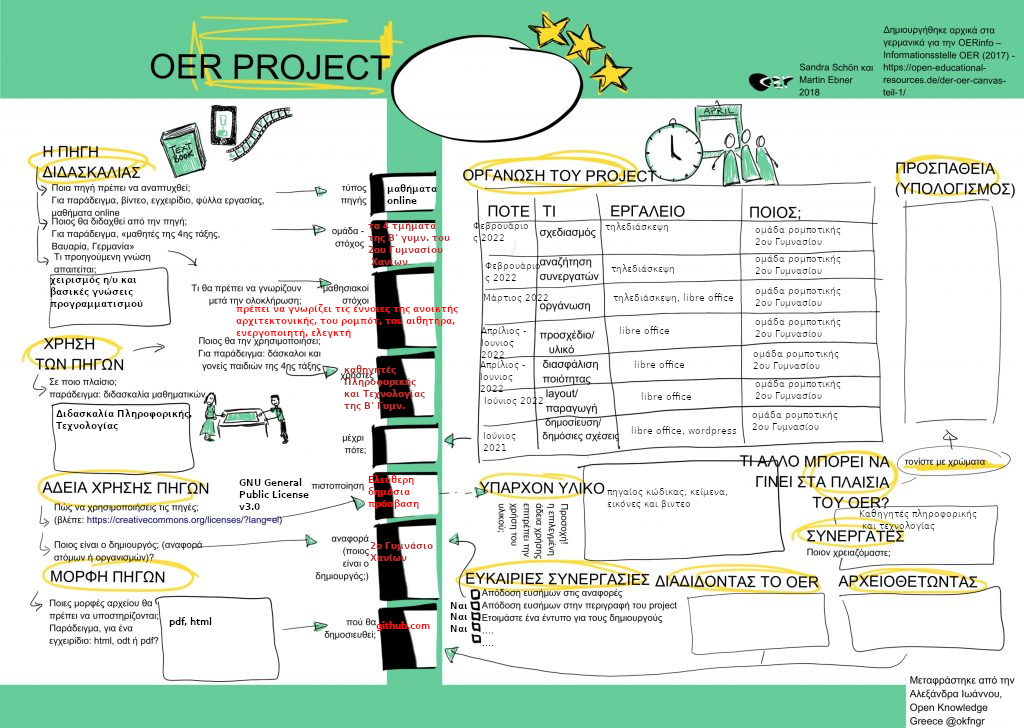 OER PROJECT
oer
Sandra Schön και
Martin Ebner
2018
Δημιουργήθηκε αρχικά στα
γερμανικά για την OERinfo –
Informationsstelle OER (2017) -
https://open-educational-
resources.de/der-oer-canvas-
teil-1/
TEXT
BOOK
APRIL
Η ΠΗΓΗ
ΔΙΔΑΣΚΑΛΙΑΣ
Ποια πηγή πρέπει να αναπτυχθεί;
Για παράδειγμα, βίντεο, εγχειρίδιο, φύλλα εργασίας,
μαθήματα online
Ποιος θα διδαχθεί από την πηγή;
Για παράδειγμα, «μαθητές της 4ης τάξης,
Βαυαρία, Γερμανία»
Τι προηγούμενη γνώση
απαιτείται;
χειρισμός η/υ και
βασικές γνώσεις
προγραμματισμού
τύπος
πηγής
μαθήματα
online
ομάδα -
στόχος
τα 4 τμήματα
της Β' γυμν. του
2ου Γυμνασίου
Χανίων
Τι θα πρέπει να γνωρίζουν
μετά την ολοκλήρωση;
μαθησιακοί
στόχοι
πρέπει να γνωρίζει τις έννοιες της ανοικτής
αρχιτεκτονικής, του ρομπότ, του αισθητήρα,
ενεργοποιητή, ελεγκτή
ΧΡΗΣΗ
ΤΩΝ ΠΗΓΩΝ
Ποιος θα την χρησιμοποιήσει;
Για παράδειγμα: δάσκαλοι και
γονείς παιδιών της 4ης τάξης
χρήστες
καθηγητές
Πληροφορικής
και Τεχνολογίας
της Β' Γυμν.
Σε ποιο πλαίσιο;
παράδειγμα: διδασκαλία μαθηματικών
Διδασκαλία Πληροφορικής,
Τεχνολογίας
μέχρι
πότε;
ΑΔΕΙΑ ΧΡΗΣΗΣ ΠΗΓΩΝ
GNU General
Public License
v3.0
πιστοποίηση
Ελεύθερη
δημόσια
πρόσβαση
Πώς να χρησιμοποιήσεις τις πηγές;
(βλέπε: https://creativecommons.org/licenses/?lang=el)
Ποιος είναι ο δημιουργός; (αναφορά
ατόμων ή οργανισμών)?
αναφορά
(ποιος
είναι ο
δημιουργός;)
2ο Γυμνάσιο
Χανίων
ΜΟΡΦΗ ΠΗΓΩΝ
Ποιες μορφές αρχείου θα
πρέπει να υποστηρίζονται;
Παράδειγμα, για ένα
εγχειρίδιο: html, odt ή pdf?
pdf, html
πού θα
δημοσιευθεί;
github.com
ΟΡΓΑΝΩΣΗ ΤΟΥ PROJECT
ΠΟΤΕ ΤΙ ΕΡΓΑΛΕΙΟ ΠΟΙΟΣ;
Φεβρουάριο
ς 2022
σχεδιασμός
τηλεδιάσκεψη
ομάδα ρομποτικής
2ου Γυμνασίου
Φεβρουάριο
ς 2022
αναζήτηση
συνεργατών
τηλεδιάσκεψη
ομάδα ρομποτικής
2ου Γυμνασίου
Μάρτιος 2022
οργάνωση
τηλεδιάσκεψη, libre office
ομάδα ρομποτικής
2ου Γυμνασίου
Απρίλιος -
Ιουνιος
2022
προσχέδιο/
υλικό
libre office
ομάδα ρομποτικής
2ου Γυμνασίου
Απρίλιος -
Ιουνιος
2022
διασφάλιση
ποιότητας
libre office
ομάδα ρομποτικής
2ου Γυμνασίου
Ιούνιος 2022
layout/
παραγωγή
libre office
ομάδα ρομποτικής
2ου Γυμνασίου
Ιούνιος
2021
δημοσίευση/
δημόσιες σχέσεις
libre office, wordpress
ομάδα ρομποτικής
2ου Γυμνασίου
ΠΡΟΣΠΑΘΕΙΑ
(ΥΠΟΛΟΓΙΣΜΟΣ)
τονίστε με χρώματα
ΥΠΑΡΧΟΝ ΥΛΙΚΟ
Προσοχή!
η επιλεγμένη
άδεια χρήσης
επιτρέπει την
χρήση του
υλικού;
πηγαίος κώδικας, κείμενα,
εικόνες και βιντεο
ΤΙ ΑΛΛΟ ΜΠΟΡΕΙ ΝΑ
ΓΙΝΕΙ ΣΤΑ ΠΛΑΙΣΙΑ
ΤΟΥ OER?
Καθηγητές πληροφορικής
και τεχνολογίας
ΣΥΝΕΡΓΑΤΕΣ
Ποιον χρειαζόμαστε;
ΕΥΚΑΙΡΙΕΣ ΣΥΝΕΡΓΑΣΙΕΣ
Απόδοση ευσήμων στις αναφορές
Ναι Απόδοση ευσήμων στην περιγραφή του project
Ναι Ετοιμάστε ένα έντυπο για τους δημιουργούς
Ναι ....
....
ΔΙΑΔΙΔΟΝΤΑΣ ΤΟ OER
ΑΡΧΕΙΟΘΕΤΩΝΤΑΣ
Μεταφράστηκε από την
Αλεξάνδρα Ιωάννου,
Open Knowledge
Greece @okfngr